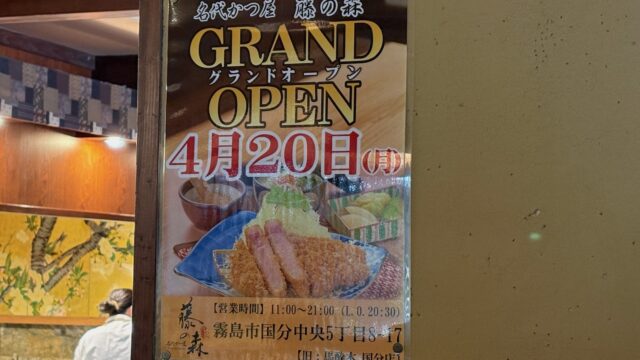 名代かつ屋 藤の森
GRAND
グランドオープン
OPEN
4月20日(月)
【営業時間】11:00〜21:00 (L.O.20:30)
霧島市国分中央5丁目8-17
藤の森